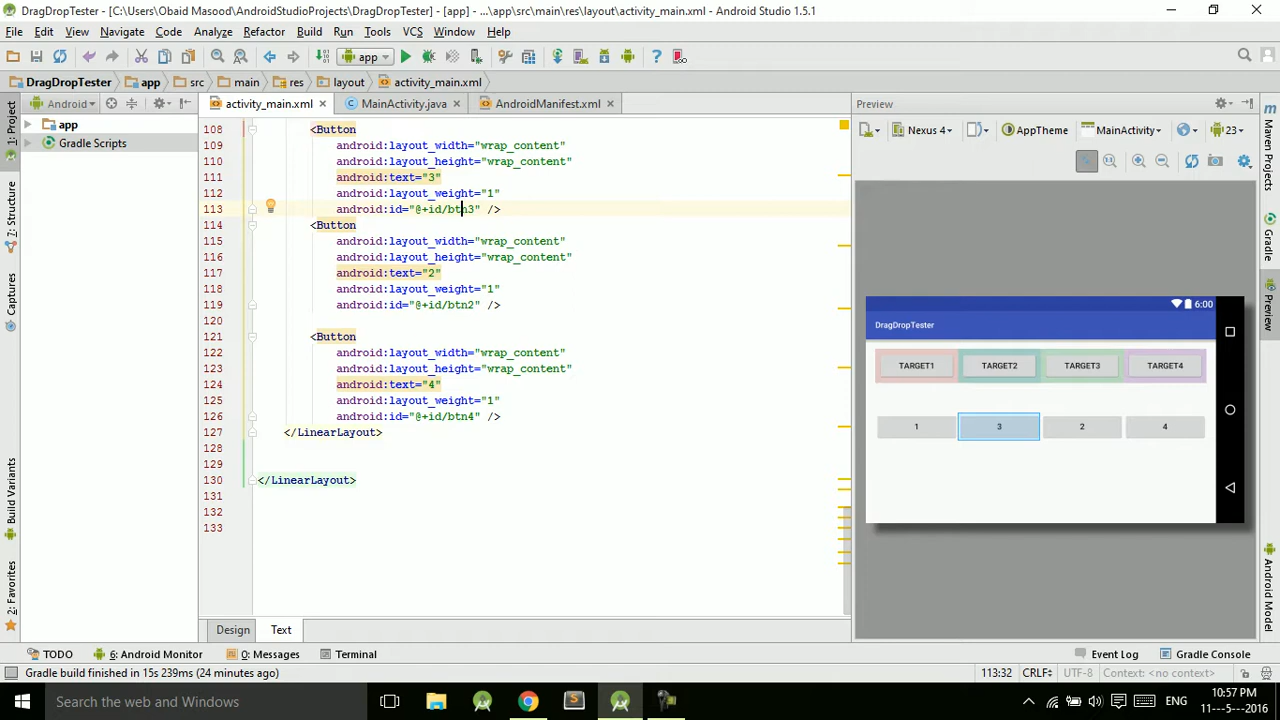 DragDropTester - [C:\Users\Obaid Masood\AndroidStudioProjects\DragDropTester] - [app] - ...\app\src\main\res\layout\activity_main.xml - Android Studio 1.5.1
File Edit View Navigate Code Analyze Refactor Build Run Tools VCS Window Help
app
DragDropTester app src main res layout activity_main.xml
Android activity_main.xml MainActivity.java AndroidManifest.xml Preview
app
Gradle Scripts
1: Project
7: Structure
Captures
Build Variants
2: Favorites
108 <Button
109 android:layout_width="wrap_content"
110 android:layout_height="wrap_content"
111 android:text="3"
112 android:layout_weight="1"
113 android:id="@+id/btn3" />
114 <Button
115 android:layout_width="wrap_content"
116 android:layout_height="wrap_content"
117 android:text="2"
118 android:layout_weight="1"
119 android:id="@+id/btn2" />
120
121 <Button
122 android:layout_width="wrap_content"
123 android:layout_height="wrap_content"
124 android:text="4"
125 android:layout_weight="1"
126 android:id="@+id/btn4" />
127 </LinearLayout>
128
129
130 </LinearLayout>
131
132
133
Design Text
Nexus 4 AppTheme MainActivity 23
6:00
DragDropTester
TARGET1 TARGET2 TARGET3 TARGET4
1 3 2 4
Maven Projects
Gradle
Preview
Android Model
TODO 6: Android Monitor 0: Messages Terminal Event Log Gradle Console
Gradle build finished in 15s 239ms (24 minutes ago) 113:32 CRLF UTF-8 Context: <no context>
Search the web and Windows
ENG
10:57 PM
11---5---2016